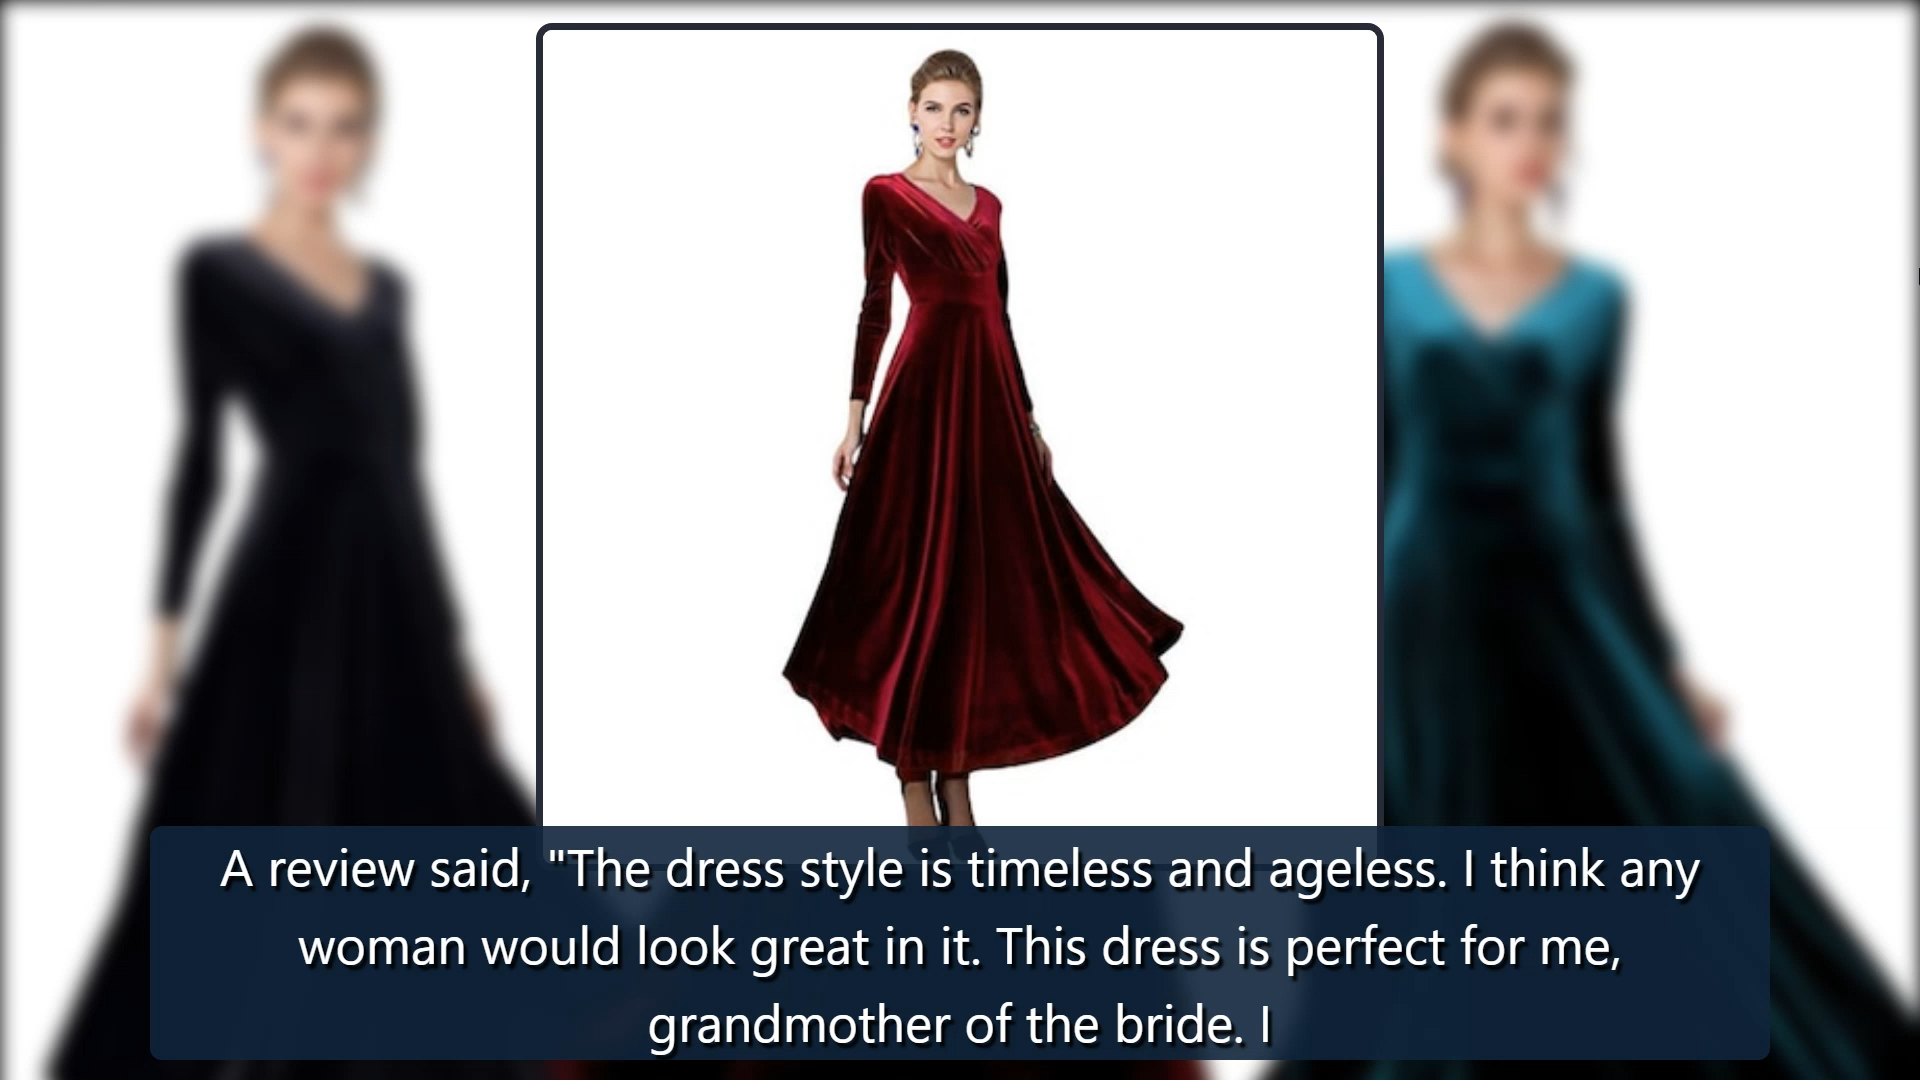 A review said, "The dress style is timeless and ageless. I think any
woman would look great in it. This dress is perfect for me,
grandmother of the bride. I